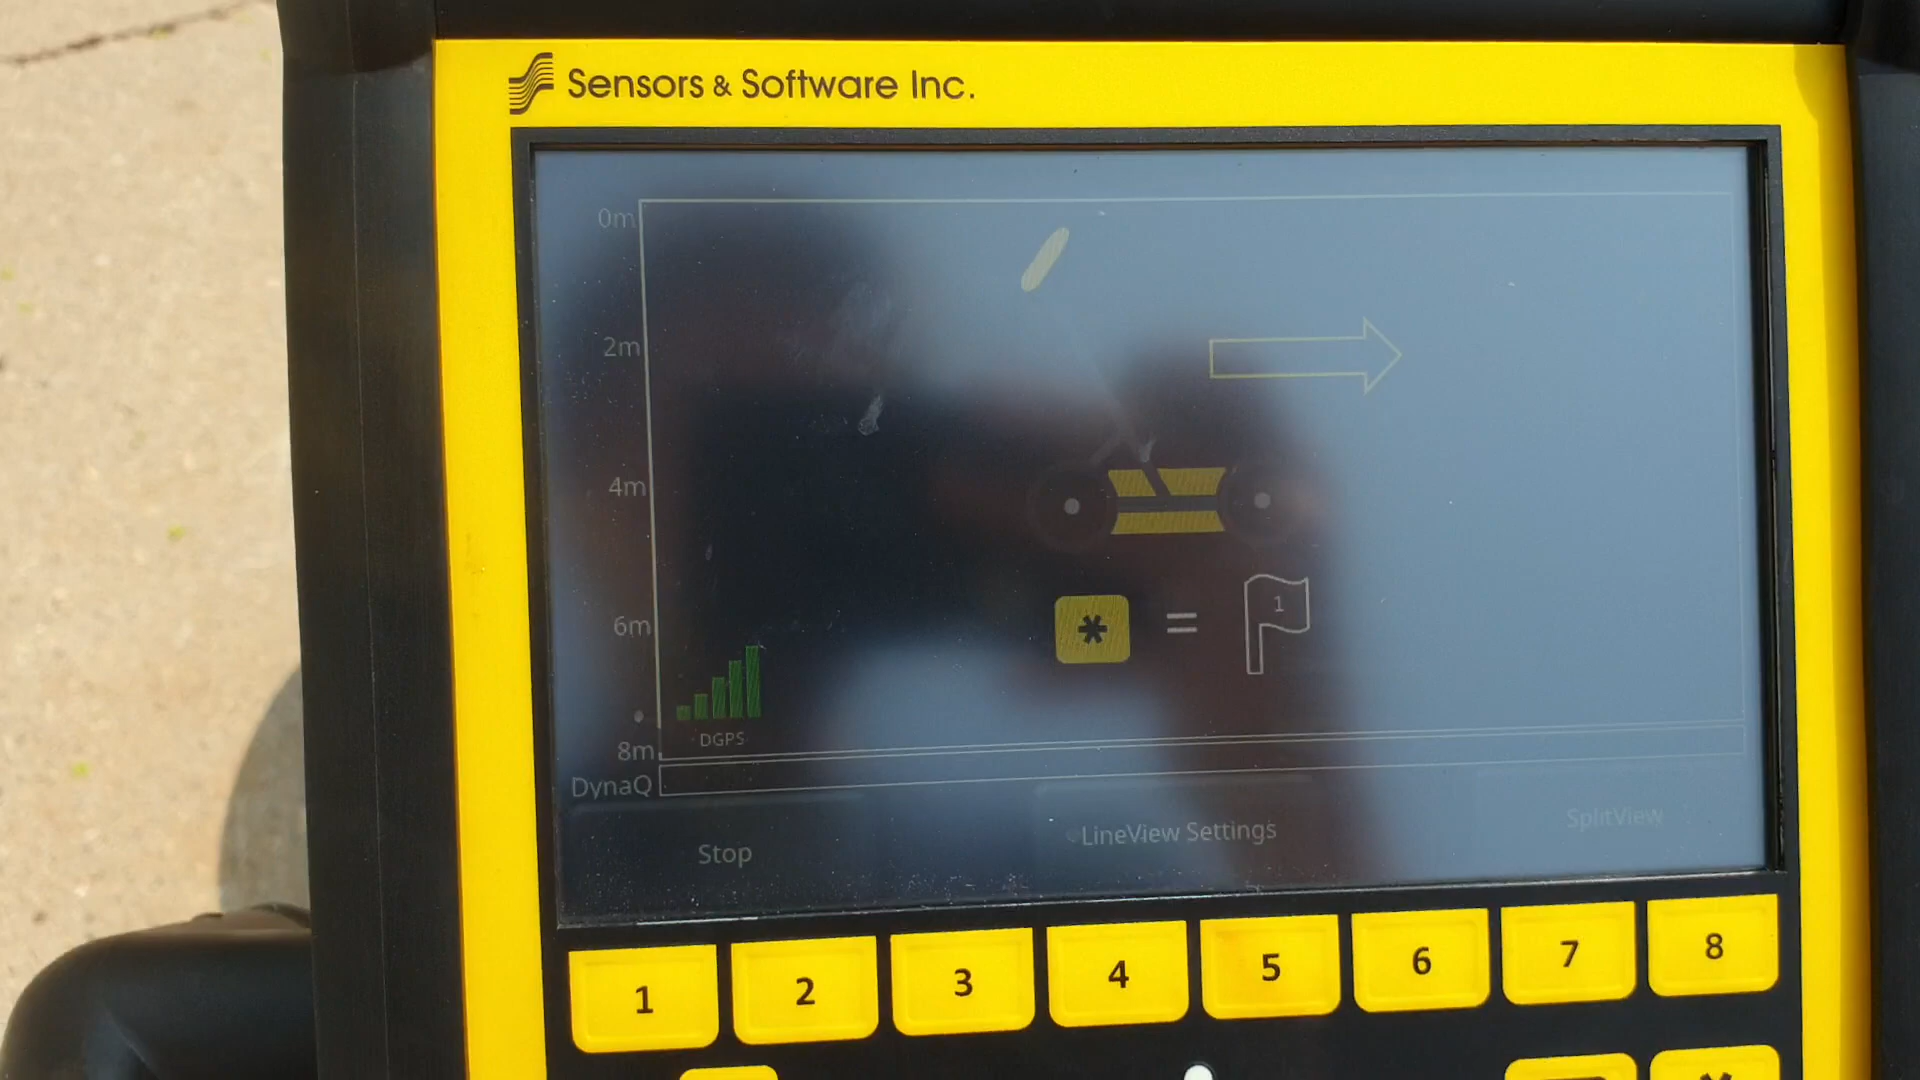 Sensors & Software Inc.
0m
2m
4m
6m
8m
DGPS
* = 1
DynaQ
Stop
LineView Settings
SplitView
1 2 3 4 5 6 7 8